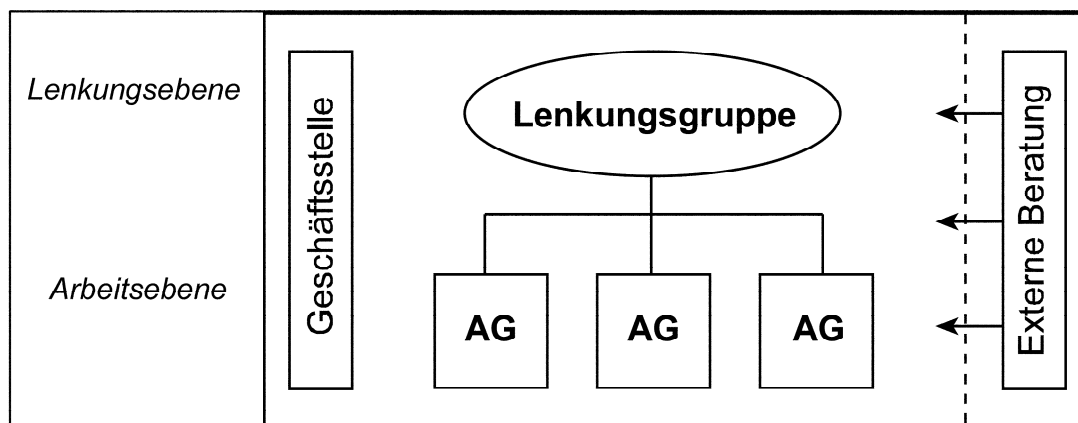 Lenkungsebene
Arbeitsebene
Geschäftsstelle
Lenkungsgruppe
AG
AG
AG
Externe Beratung